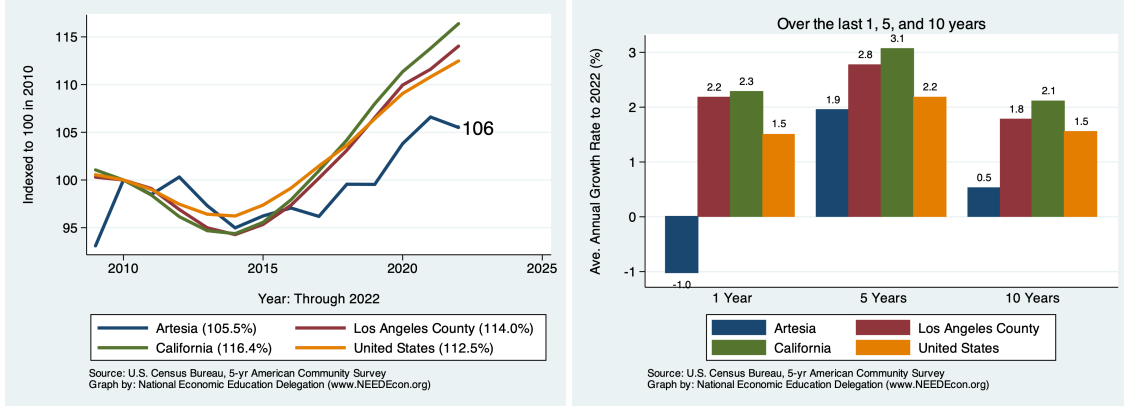 Indexed to 100 in 2010
115
110
105
100
95
106
2010
2015
2020
2025
Year: Through 2022
Artesia (105.5%)
Los Angeles County (114.0%)
California (116.4%)
United States (112.5%)
Source: U.S. Census Bureau, 5-yr American Community Survey
Graph by: National Economic Education Delegation (www.NEEDEcon.org)
Over the last 1, 5, and 10 years
Ave. Annual Growth Rate to 2022 (%)
3
2
1
0
-1
-1.0
2.2
2.3
1.5
1.9
2.8
3.1
2.2
0.5
1.8
2.1
1.5
1 Year
5 Years
10 Years
Artesia
Los Angeles County
California
United States
Source: U.S. Census Bureau, 5-yr American Community Survey
Graph by: National Economic Education Delegation (www.NEEDEcon.org)